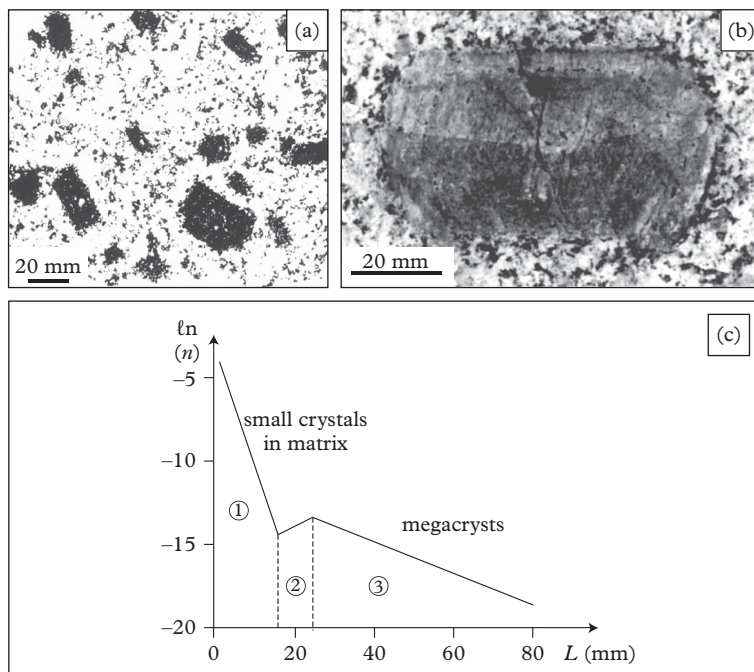 (a)
20 mm
(b)
20 mm
(c)
ℓn
(n)
−5
small crystals
in matrix
−10
①
megacrysts
−15
②
③
−20
0
20
40
60
80
L (mm)